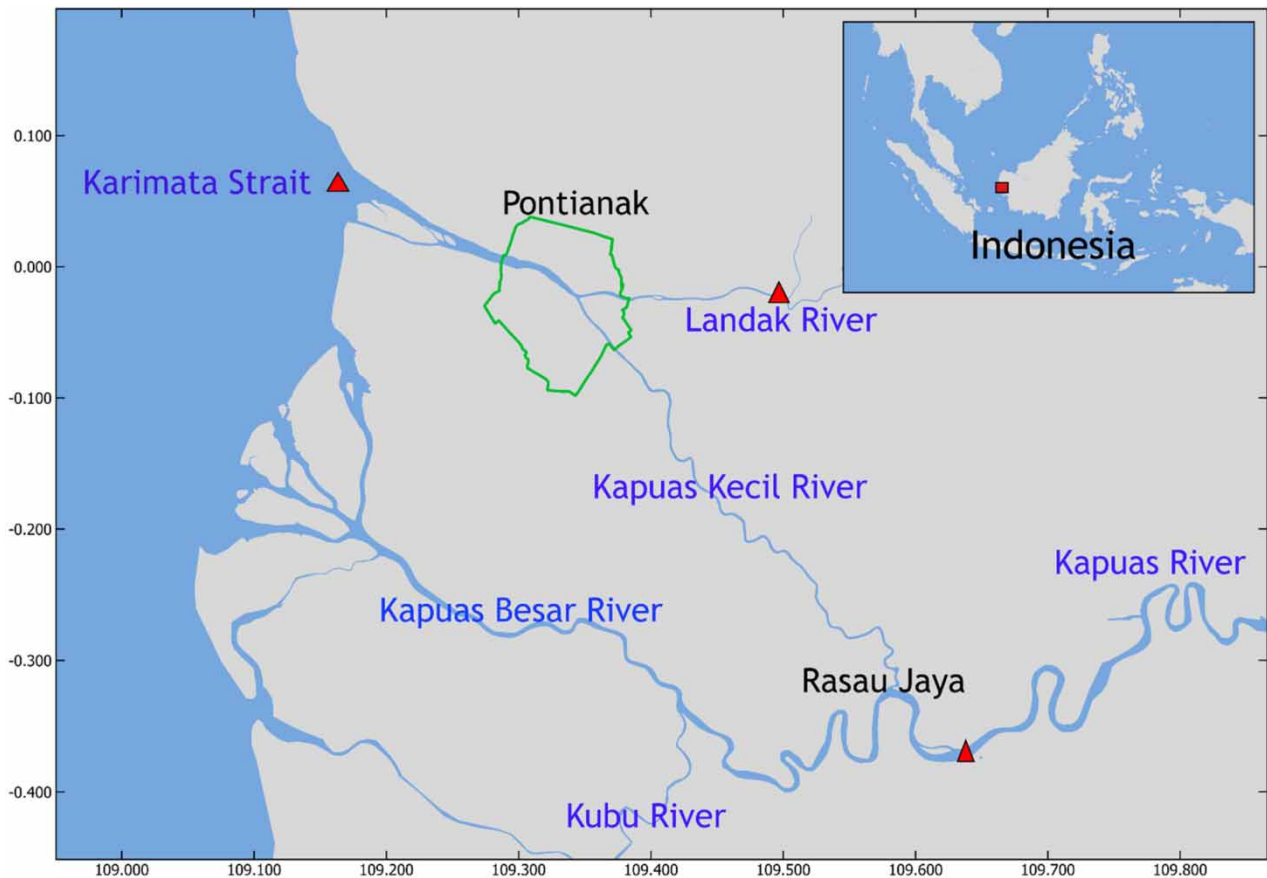 0.100
0.000
-0.100
-0.200
-0.300
-0.400
Karimata Strait
Pontianak
Indonesia
Landak River
Kapuas Kecil River
Kapuas River
Kapuas Besar River
Rasau Jaya
Kubu River
109.000 109.100 109.200 109.300 109.400 109.500 109.600 109.700 109.800